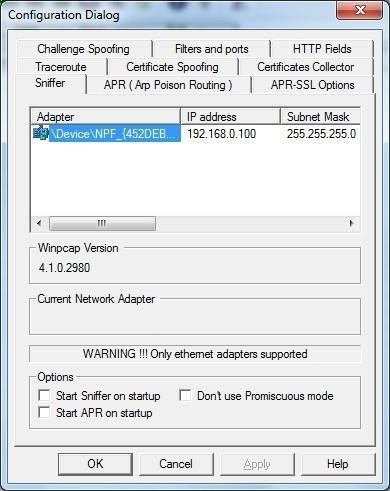 Configuration Dialog
Challenge Spoofing Filters and ports HTTP Fields
Traceroute Certificate Spoofing Certificates Collector
Sniffer APR ( Arp Poison Routing ) APR-SSL Options
Adapter IP address Subnet Mask
\Device\NPF_{452DEB... 192.168.0.100 255.255.255.0
Winpcap Version
4.1.0.2980
Current Network Adapter
WARNING !!! Only ethernet adapters supported
Options
Start Sniffer on startup Don't use Promiscuous mode
Start APR on startup
OK Cancel Apply Help